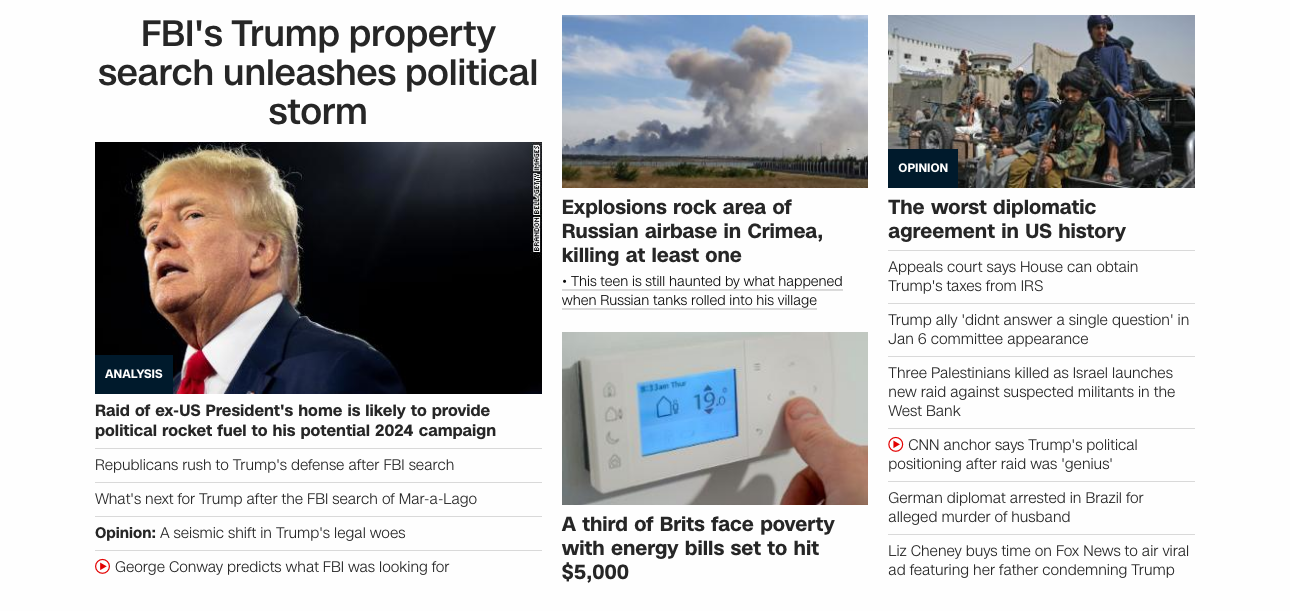 FBI's Trump property
search unleashes political
storm
BRANDON BELL/GETTY IMAGES
ANALYSIS
Raid of ex-US President's home is likely to provide
political rocket fuel to his potential 2024 campaign
Republicans rush to Trump's defense after FBI search
What's next for Trump after the FBI search of Mar-a-Lago
Opinion: A seismic shift in Trump's legal woes
George Conway predicts what FBI was looking for
Explosions rock area of
Russian airbase in Crimea,
killing at least one
• This teen is still haunted by what happened
when Russian tanks rolled into his village
8:33am Thur
19.0
A third of Brits face poverty
with energy bills set to hit
$5,000
OPINION
The worst diplomatic
agreement in US history
Appeals court says House can obtain
Trump's taxes from IRS
Trump ally 'didnt answer a single question' in
Jan 6 committee appearance
Three Palestinians killed as Israel launches
new raid against suspected militants in the
West Bank
CNN anchor says Trump's political
positioning after raid was 'genius'
German diplomat arrested in Brazil for
alleged murder of husband
Liz Cheney buys time on Fox News to air viral
ad featuring her father condemning Trump